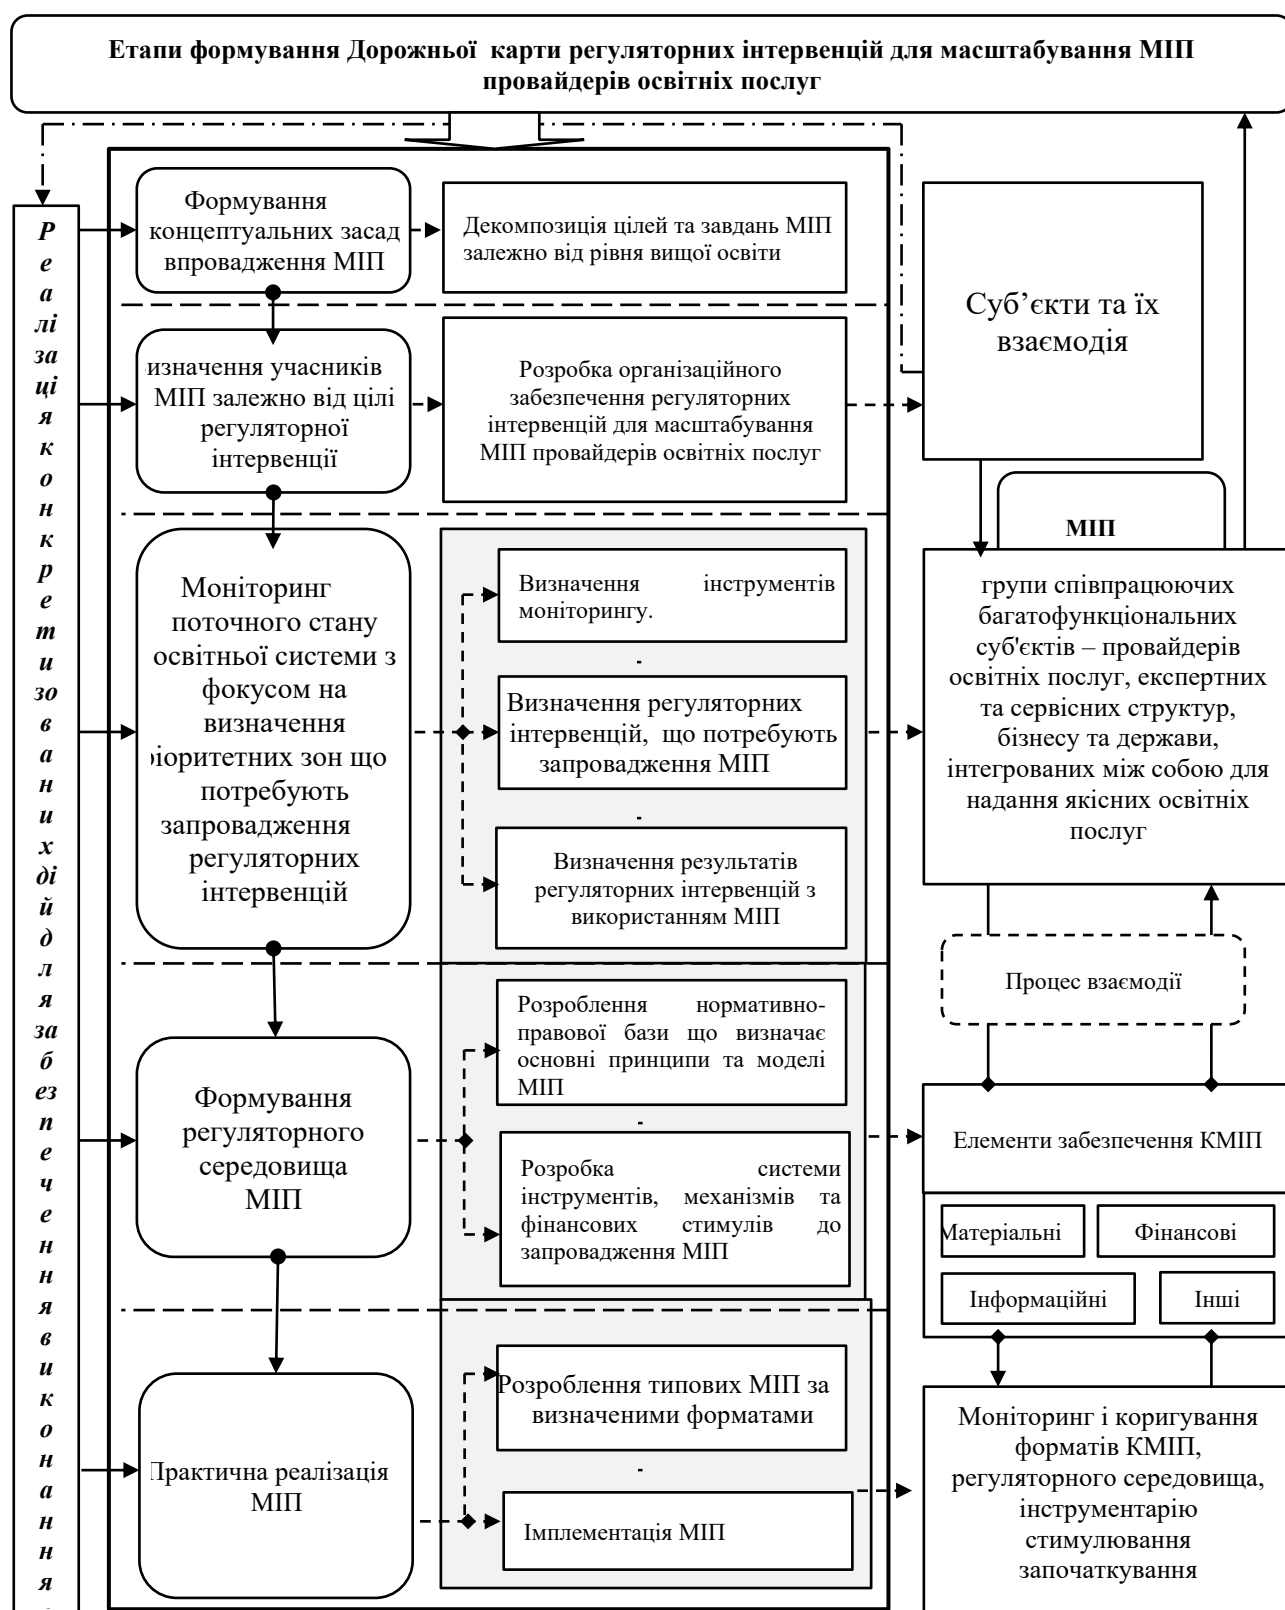 Етапи формування Дорожньої карти регуляторних інтервенцій для масштабування МІП
провайдерів освітніх послуг
Р
е
а
лі
за
ці
я
к
о
н
к
р
е
т
и
зо
в
а
н
и
х
ді
й
д
л
я
за
б
ез
п
е
ч
е
н
н
я
в
и
к
о
н
а
н
н
я
Формування
концептуальних засад
впровадження МІП
Декомпозиція цілей та завдань МІП
залежно від рівня вищої освіти
изначення учасників
МІП залежно від цілі
регуляторної
інтервенції
Розробка організаційного
забезпечення регуляторних
інтервенцій для масштабування
МІП провайдерів освітніх послуг
Моніторинг
поточного стану
освітньої системи з
фокусом на
визначення
ріоритетних зон що
потребують
запровадження
регуляторних
інтервенцій
Визначення інструментів
моніторингу.
.
Визначення регуляторних
інтервенцій, що потребують
запровадження МІП
.
Визначення результатів
регуляторних інтервенцій з
використанням МІП
Формування
регуляторного
середовища
МІП
Розроблення нормативно-
правової бази що визначає
основні принципи та моделі
МІП
.
Розробка системи
інструментів, механізмів та
фінансових стимулів до
запровадження МІП
Практична реалізація
МІП
Розроблення типових МІП за
визначеними форматами
.
Імплементація МІП
Суб’єкти та їх
взаємодія
МІП
групи співпрацюючих
багатофункціональних
суб'єктів – провайдерів
освітніх послуг, експертних
та сервісних структур,
бізнесу та держави,
інтегрованих між собою для
надання якісних освітніх
послуг
Процес взаємодії
Елементи забезпечення КМІП
Матеріальні
Фінансові
Інформаційні
Інші
Моніторинг і коригування
форматів КМІП,
регуляторного середовища,
інструментарію
стимулювання
започаткування